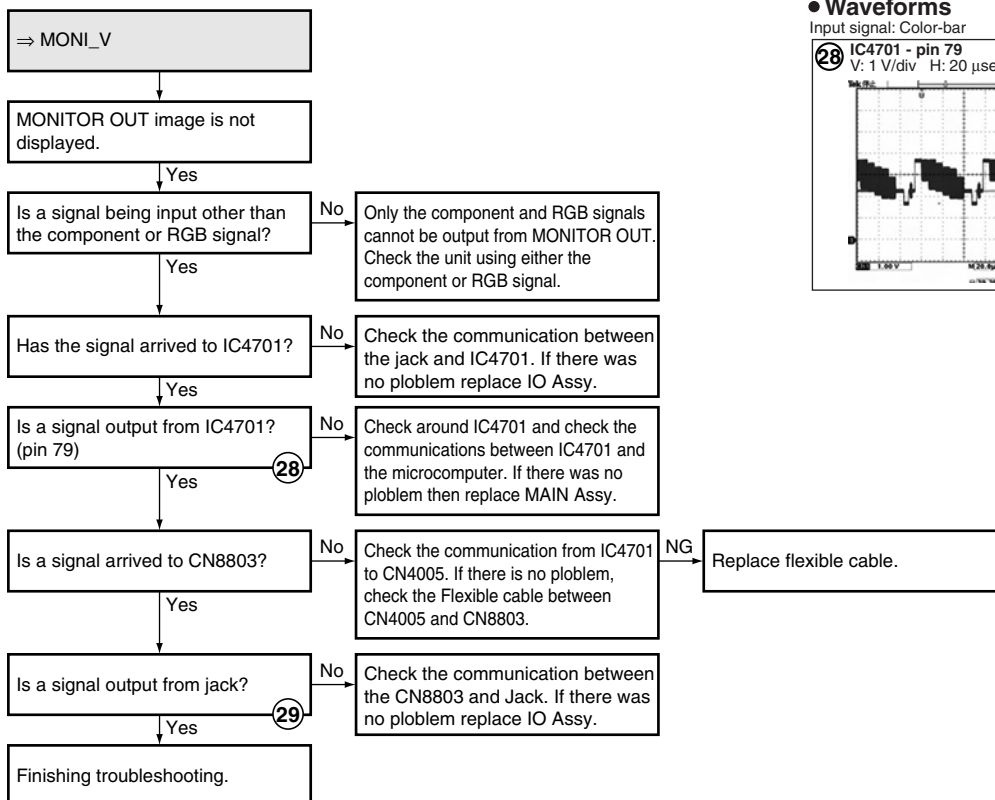 ⇒ MONI_V
MONITOR OUT image is not
displayed.
Yes
Is a signal being input other than
the component or RGB signal?
No
Only the component and RGB signals
cannot be output from MONITOR OUT.
Check the unit using either the
component or RGB signal.
Yes
Has the signal arrived to IC4701?
No
Check the communication between
the jack and IC4701. If there was
no ploblem replace IO Assy.
Yes
Is a signal output from IC4701?
(pin 79)
28
No
Check around IC4701 and check the
communications between IC4701 and
the microcomputer. If there was no
ploblem then replace MAIN Assy.
Yes
Is a signal arrived to CN8803?
No
Check the communication from IC4701
to CN4005. If there is no ploblem,
check the Flexible cable between
CN4005 and CN8803.
NG
Replace flexible cable.
Yes
Is a signal output from jack?
29
No
Check the communication between
the CN8803 and Jack. If there was
no ploblem replace IO Assy.
Yes
Finishing troubleshooting.
● Waveforms
Input signal: Color-bar
28 IC4701 - pin 79
V: 1 V/div H: 20 µse
Tek
1.00 V